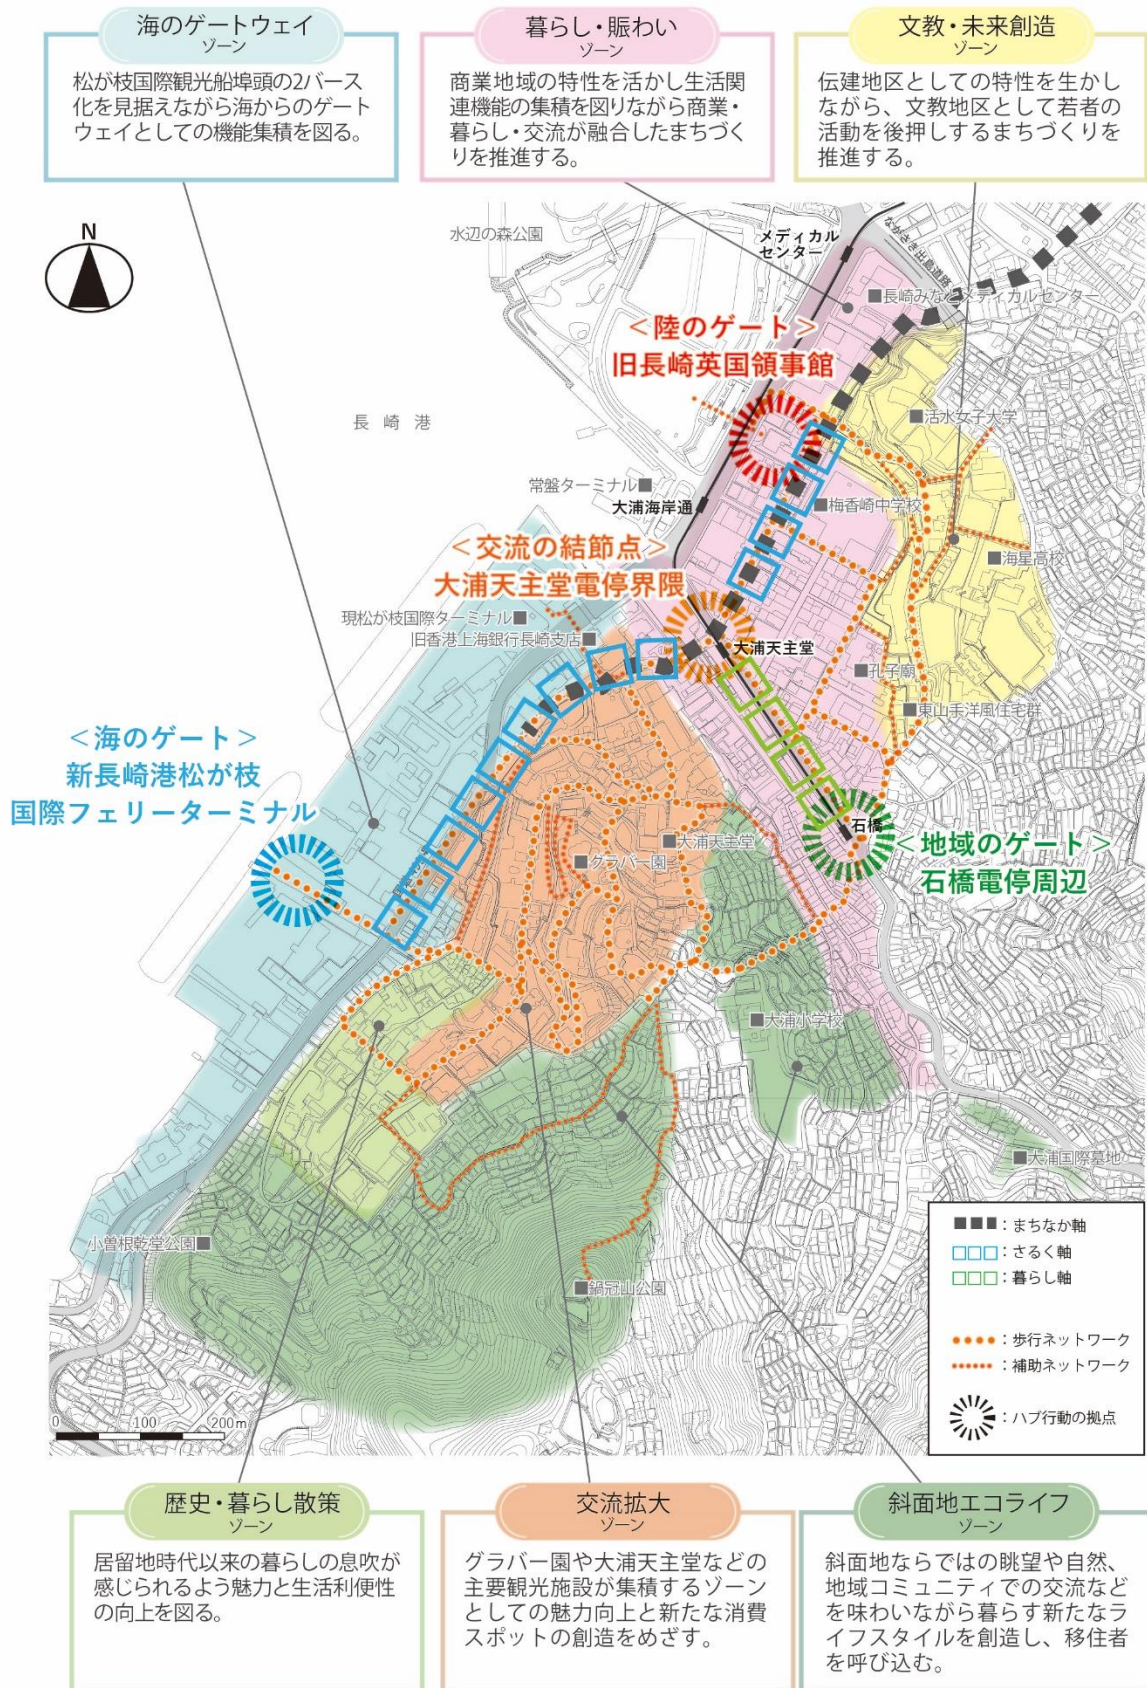 海のゲートウェイ
ゾーン
松が枝国際観光船埠頭の2バース
化を見据えながら海からのゲート
ウェイとしての機能集積を図る。
暮らし・賑わい
ゾーン
商業地域の特性を活かし生活関
連機能の集積を図りながら商業・
暮らし・交流が融合したまちづく
りを推進する。
文教・未来創造
ゾーン
伝建地区としての特性を生かし
ながら、文教地区として若者の
活動を後押しするまちづくりを
推進する。
N
水辺の森公園
メディカル
センター
ながさき出島道路
■長崎みなとメディカルセンター
＜陸のゲート＞
旧長崎英国領事館
■活水女子大学
長崎港
常盤ターミナル■
大浦海岸通
■梅香崎中学校
＜交流の結節点＞
大浦天主堂電停界隈
■海星高校
現松が枝国際ターミナル■
旧香港上海銀行長崎支店■
大浦天主堂
■孔子廟
■東山手洋風住宅群
＜海のゲート＞
新長崎港松が枝
国際フェリーターミナル
石橋
■大浦天主堂
■グラバー園
＜地域のゲート＞
石橋電停周辺
■大浦小学校
■大浦国際墓地
小曽根乾堂公園■
■鍋冠山公園
：まちなか軸
：さるく軸
：暮らし軸
：歩行ネットワーク
：補助ネットワーク
：ハブ行動の拠点
0 100 200m
歴史・暮らし散策
ゾーン
居留地時代以来の暮らしの息吹が
感じられるよう魅力と生活利便性
の向上を図る。
交流拡大
ゾーン
グラバー園や大浦天主堂などの
主要観光施設が集積するゾーン
としての魅力向上と新たな消費
スポットの創造をめざす。
斜面地エコライフ
ゾーン
斜面地ならではの眺望や自然、
地域コミュニティでの交流など
を味わいながら暮らす新たなラ
イフスタイルを創造し、移住者
を呼び込む。